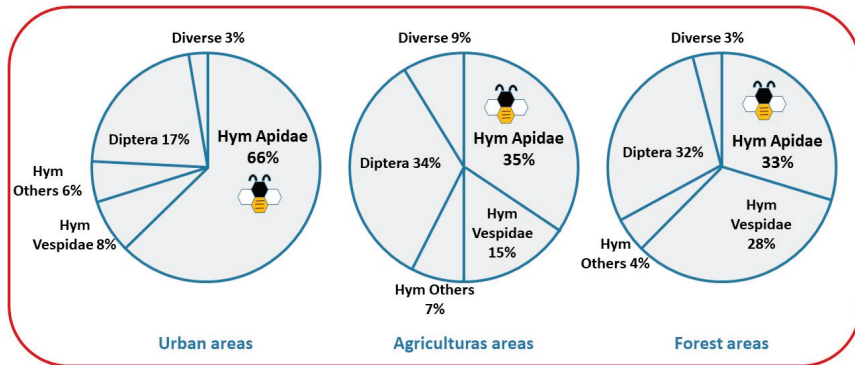 Diverse 3%
Hym Apidae
66%
Diptera 17%
Hym
Others 6%
Hym
Vespidae 8%
Urban areas
Diverse 9%
Hym Apidae
35%
Diptera 34%
Hym
Vespidae
15%
Hym Others
7%
Agriculturas areas
Diverse 3%
Hym Apidae
33%
Diptera 32%
Hym
Vespidae
28%
Hym
Others 4%
Forest areas